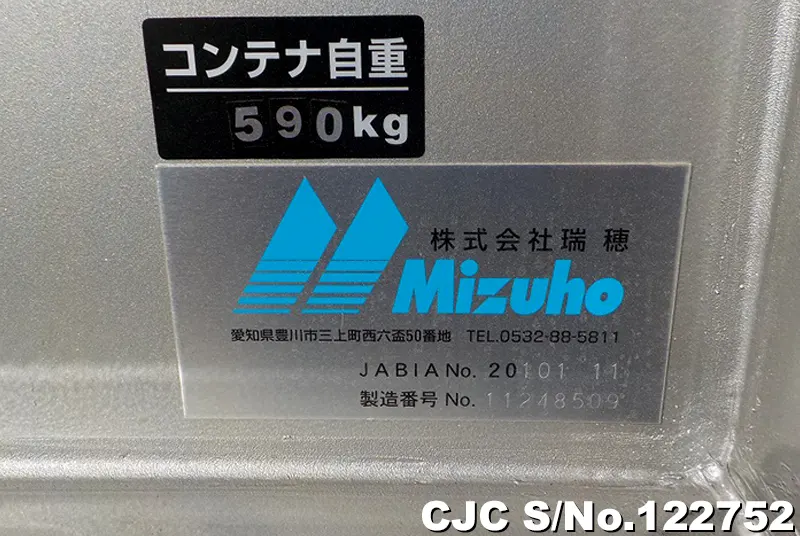 コンテナ自重
590kg
株式会社瑞穂
Mizuho
愛知県豊川市三上町西六盃50番地 TEL.0532-88-5811
JABIA No. 20101 11
製造番号 No. 11248509
CJC S/No.122752